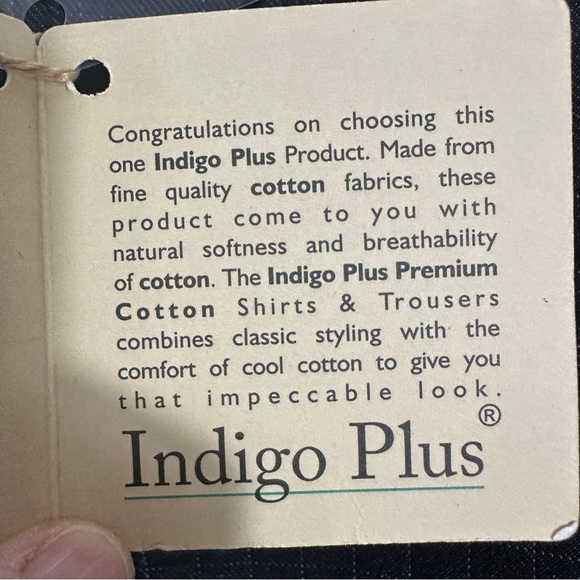 Congratulations on choosing this
one Indigo Plus Product. Made from
fine quality cotton fabrics, these
product come to you with
natural softness and breathability
of cotton. The Indigo Plus Premium
Cotton Shirts & Trousers
combines classic styling with the
comfort of cool cotton to give you
that impeccable look.
Indigo Plus®